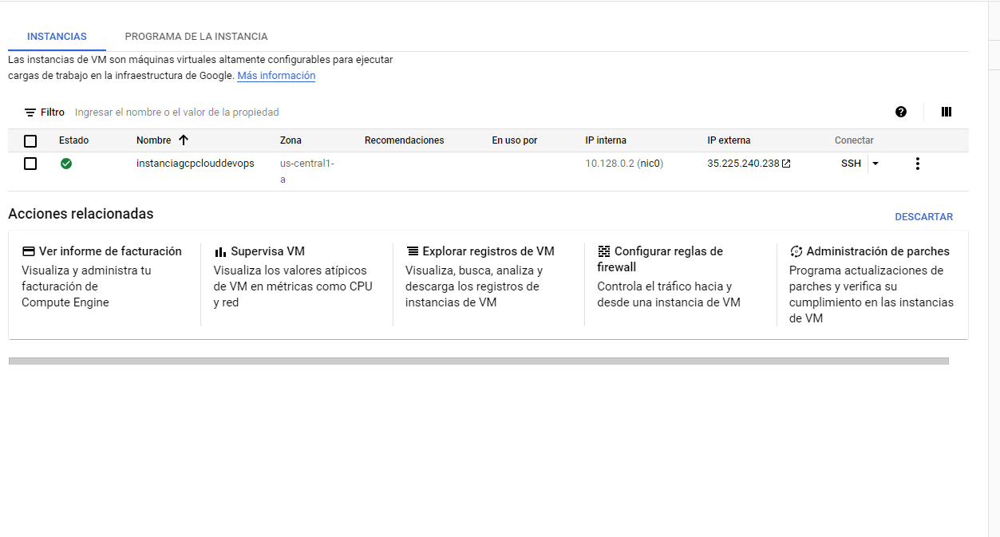 INSTANCIAS PROGRAMA DE LA INSTANCIA
Las instancias de VM son máquinas virtuales altamente configurables para ejecutar
cargas de trabajo en la infraestructura de Google. Más información
Filtro Ingresar el nombre o el valor de la propiedad
Estado Nombre Zona Recomendaciones En uso por IP interna IP externa Conectar
instanciagcpclouddevops us-central1- 10.128.0.2 (nic0) 35.225.240.238 SSH
a
Acciones relacionadas
DESCARTAR
Ver informe de facturación
Visualiza y administra tu
facturación de
Compute Engine
Supervisa VM
Visualiza los valores atípicos
de VM en métricas como CPU
y red
Explorar registros de VM
Visualiza, busca, analiza y
descarga los registros de
instancias de VM
Configurar reglas de
firewall
Controla el tráfico hacia y
desde una instancia de VM
Administración de parches
Programa actualizaciones de
parches y verifica su
cumplimiento en las instancias
de VM